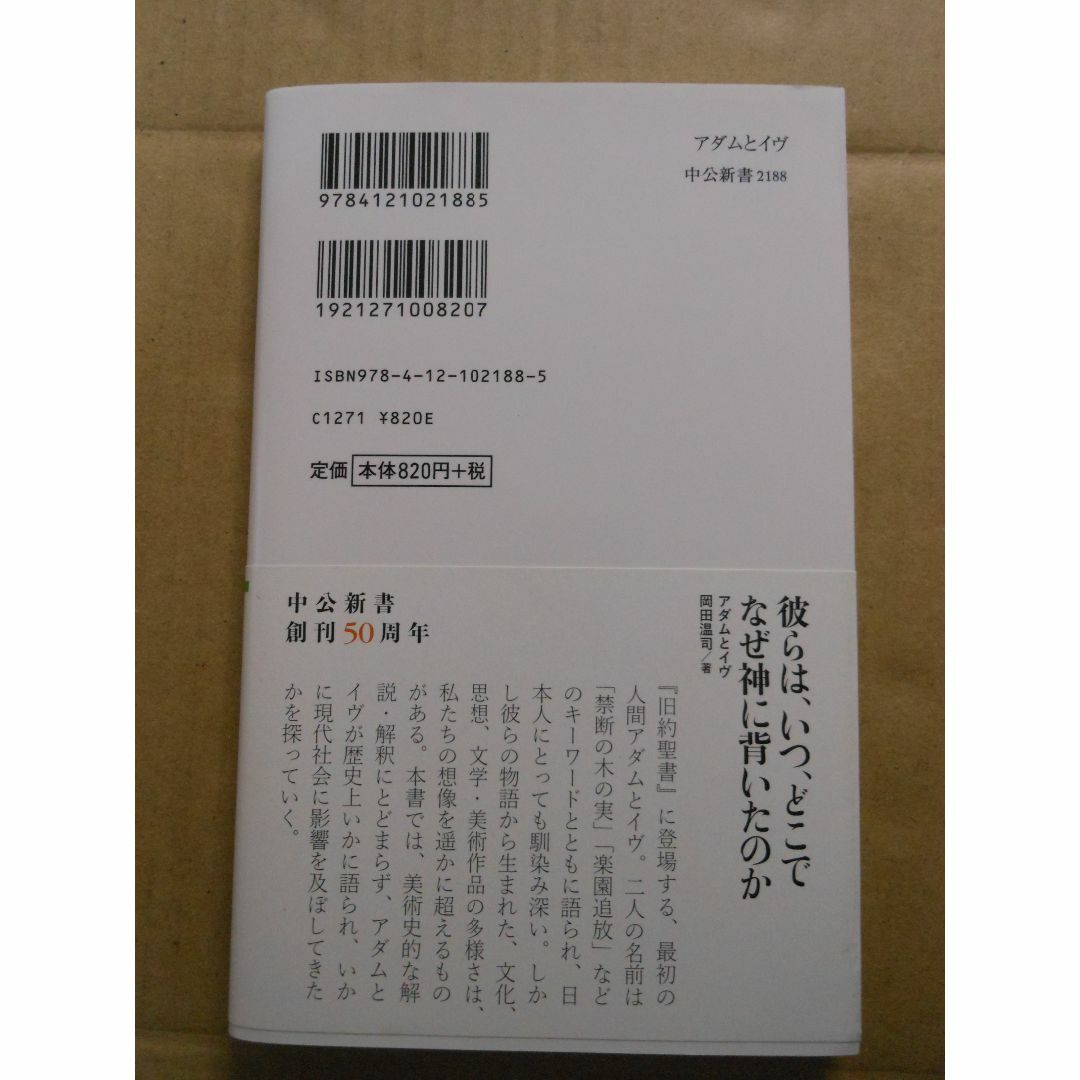 アダムとイヴ
中公新書2188
9784121021885
1921271008207
ISBN978-4-12-102188-5
C1271 ¥820E
定価 本体820円+税
彼らは、いつ、どこで
なぜ神に背いたのか
アダムとイヴ
岡田温司/著
中公新書
創刊50周年
『旧約聖書』に登場する、最初の
人間アダムとイヴ。二人の名前は
「禁断の木の実」「楽園追放」など
のキーワードとともに語られ、日
本人にとっても馴染み深い。しか
し彼らの物語から生まれた、文化、
思想、文学・美術作品の多様さは、
私たちの想像を遥かに超えるもの
がある。本書では、美術史的な解
説・解釈にとどまらず、アダムと
イヴが歴史上いかに語られ、いか
に現代社会に影響を及ぼしてきた
かを探っていく。